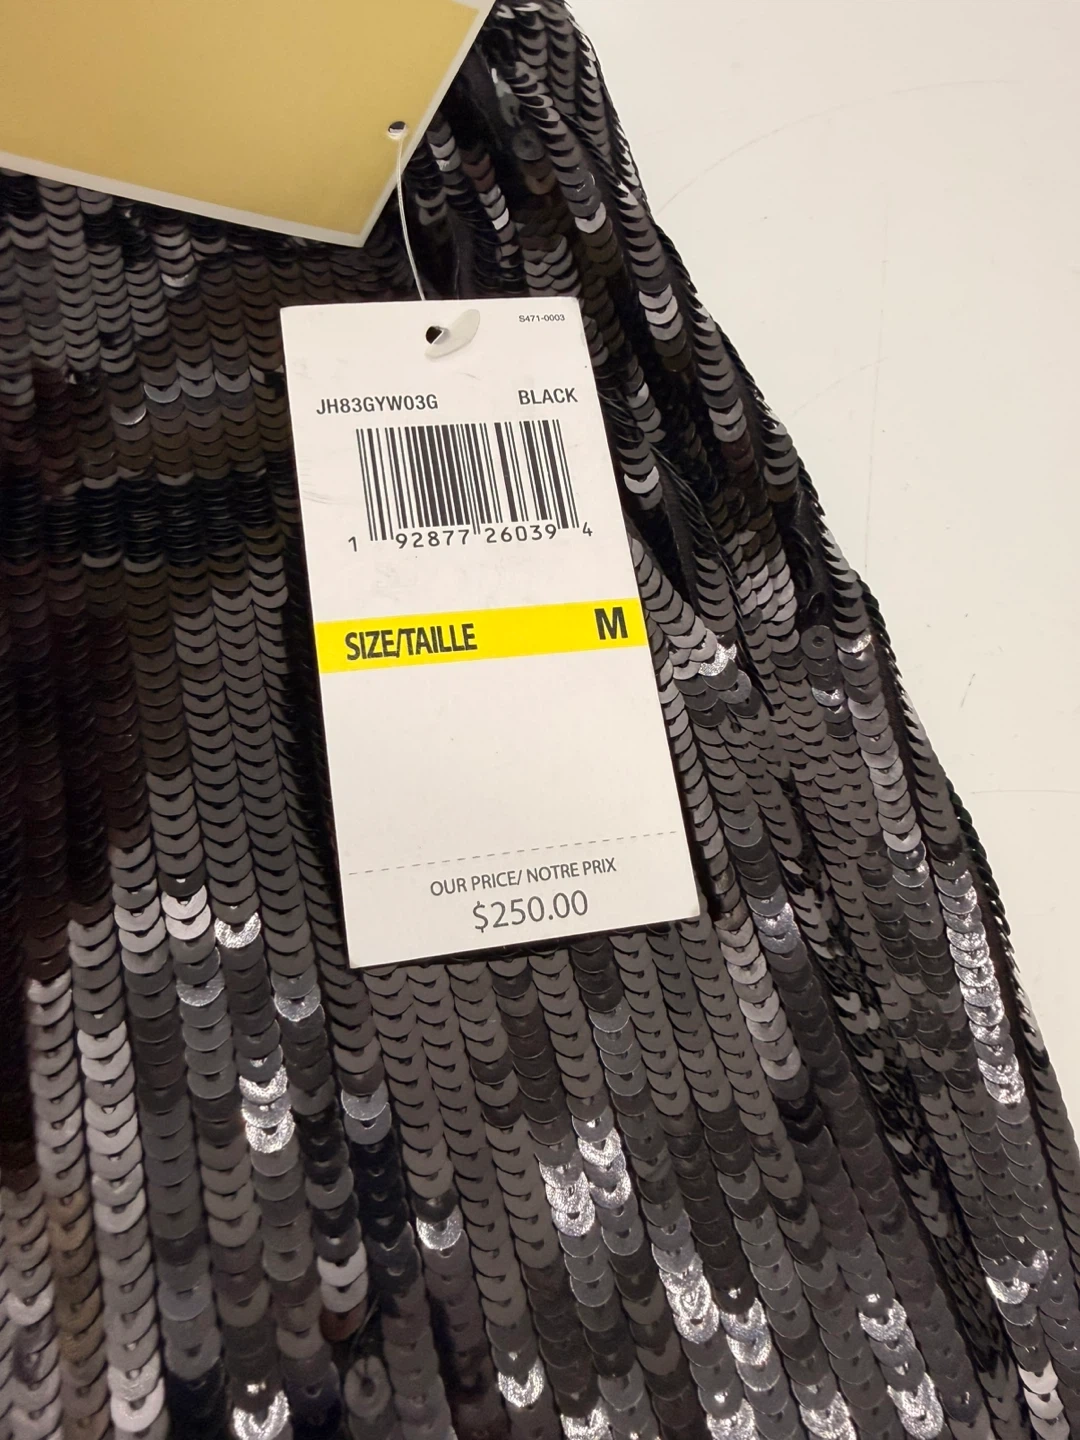 S471-0003
JH83GYW03G BLACK
1 92877 26039 4
SIZE/TAILLE M
OUR PRICE/ NOTRE PRIX
$250.00